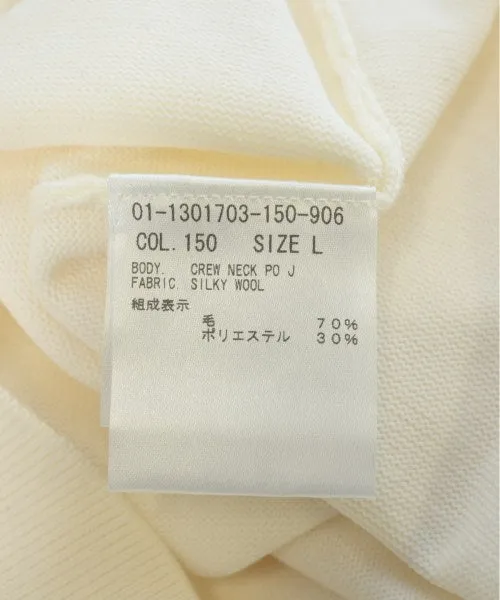 01-1301703-150-906
COL. 150 SIZE L
BODY. CREW NECK PO J
FABRIC. SILKY WOOL
組成表示
毛 70%
ポリエステル 30%